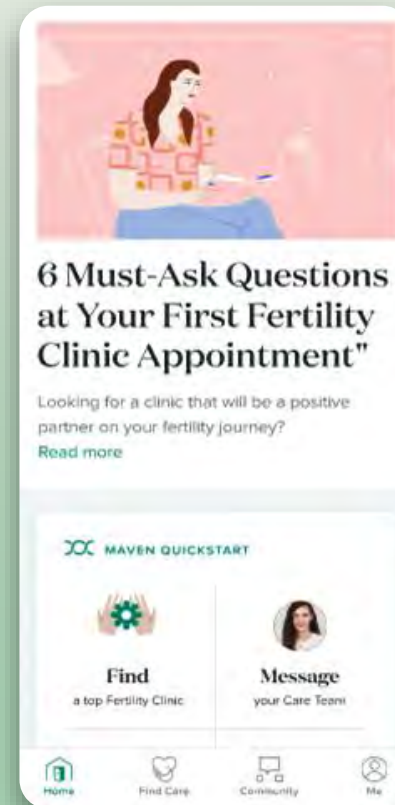 6 Must-Ask Questions
at Your First Fertility
Clinic Appointment"
Looking for a clinic that will be a positive
partner on your fertility journey?
Read more
MAVEN QUICKSTART
Find
a top Fertility Clinic
Message
your Care Team
Home
Find Care
Community
Me